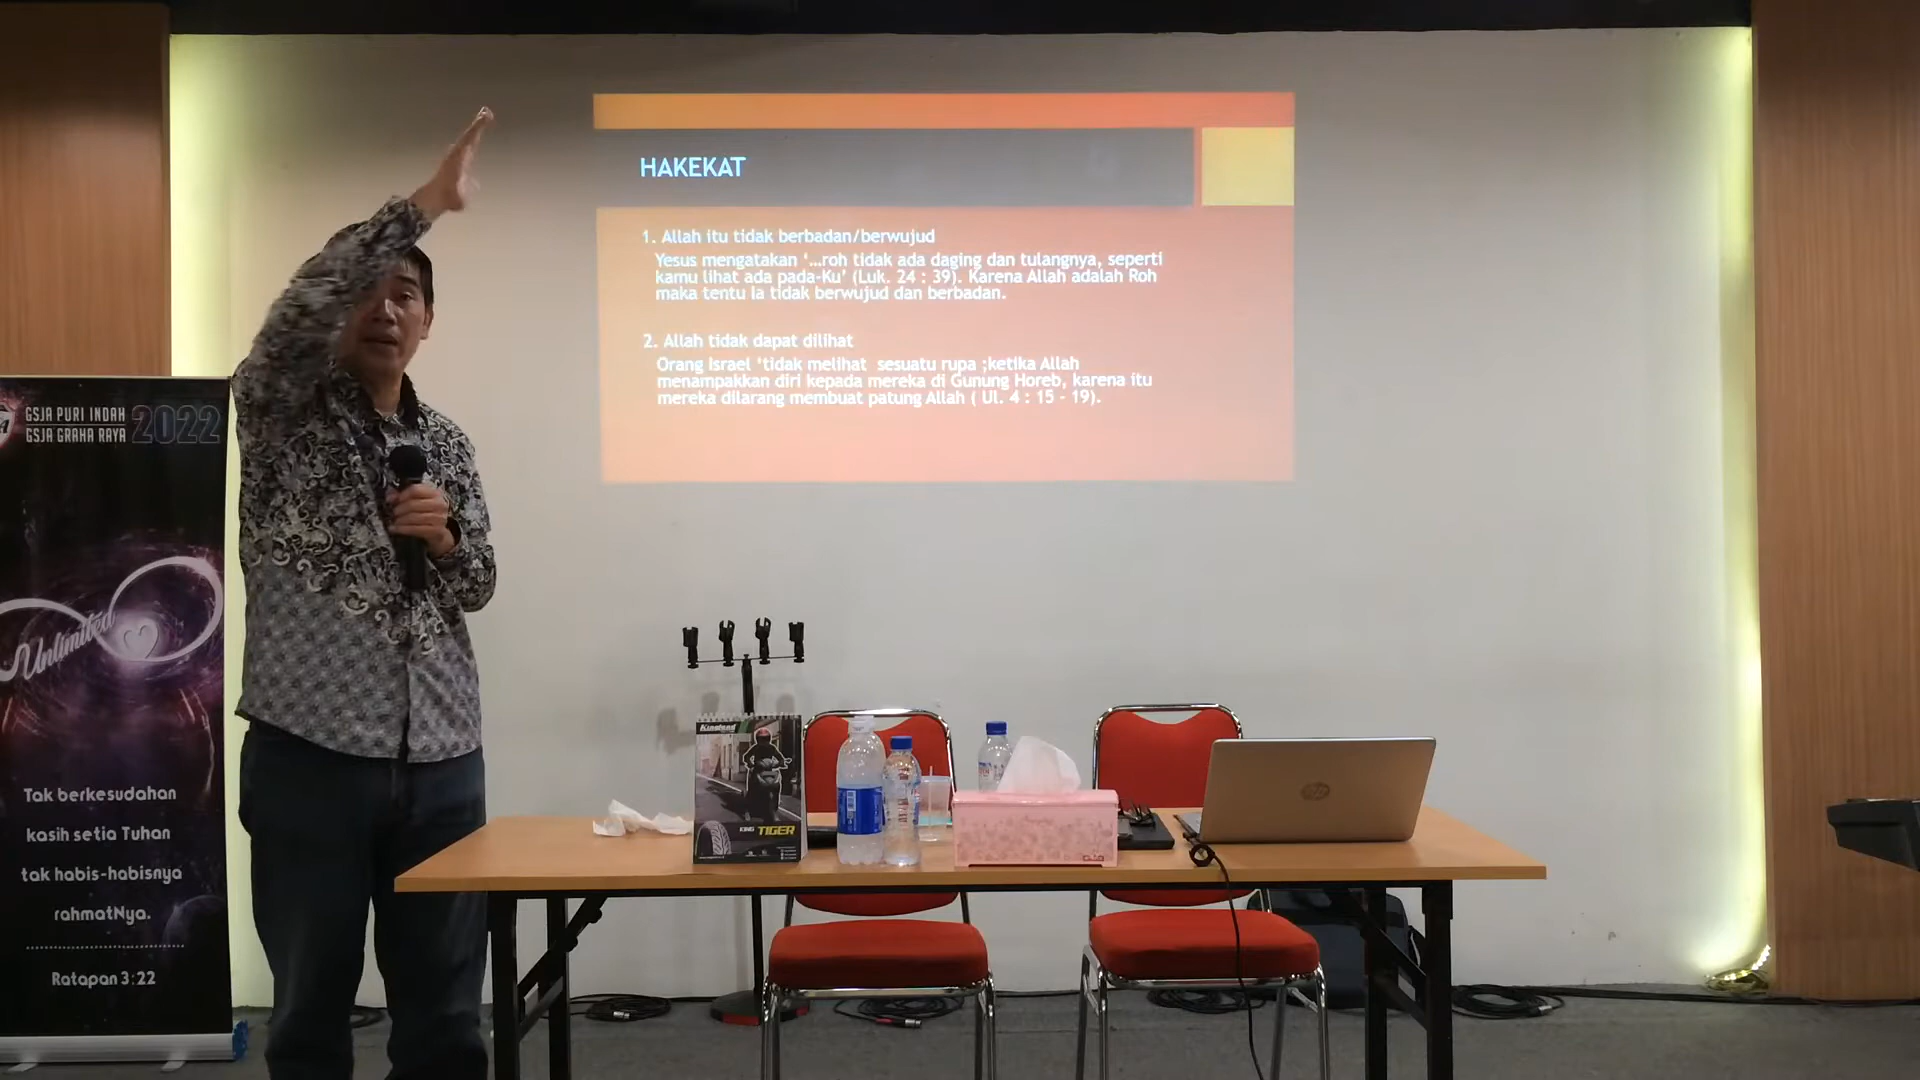 HAKEKAT
1. Allah itu tidak berbadan/berwujud
Yesus mengatakan ‘...roh tidak ada daging dan tulangnya, seperti
kamu lihat ada pada-Ku’ (Luk. 24 : 39). Karena Allah adalah Roh
maka tentu Ia tidak berwujud dan berbadan.
2. Allah tidak dapat dilihat
Orang Israel ‘tidak melihat sesuatu rupa ;ketika Allah
menampakkan diri kepada mereka di Gunung Horeb, karena itu
mereka dilarang membuat patung Allah ( Ul. 4 : 15 - 19).
GSJA PURI INDAH
GSJA GRAHA RAYA
2022
Unlimited
Tak berkesudahan
kasih setia Tuhan
tak habis-habisnya
rahmatNya.
Ratapan 3:22
Kingland
KING TIGER
hp